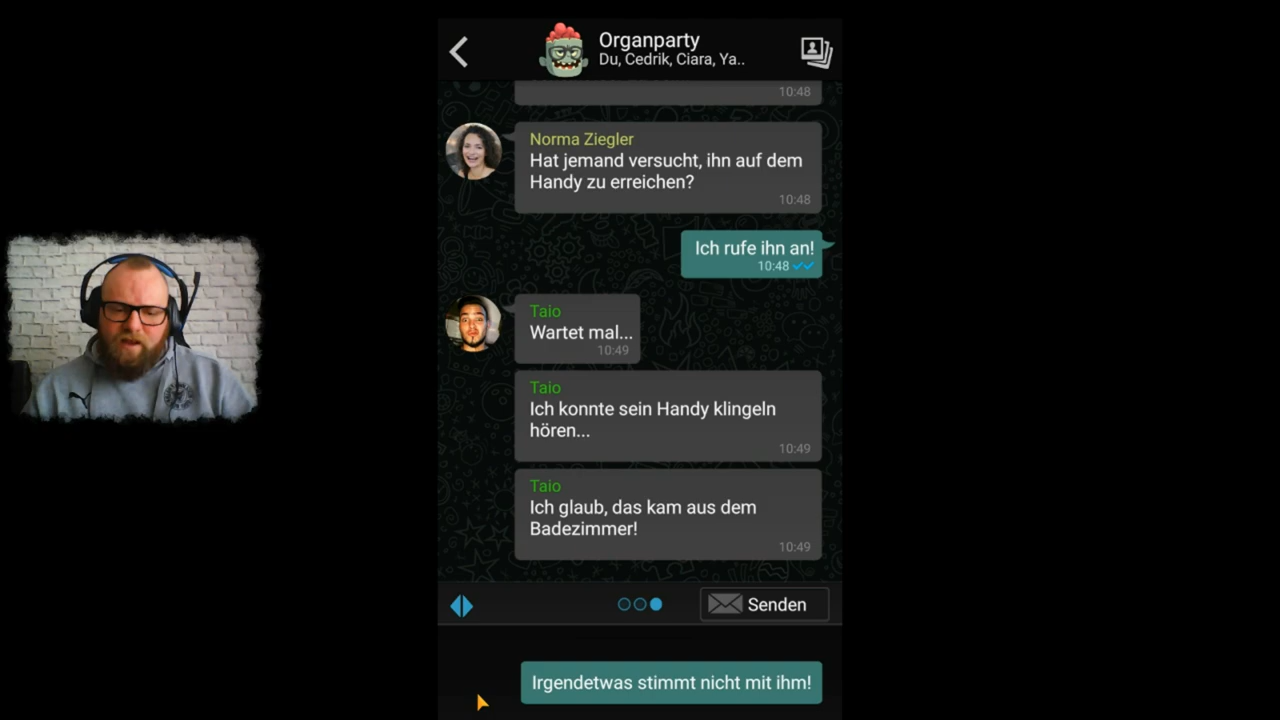 Organparty
Du, Cedrik, Ciara, Ya..
10:48
Norma Ziegler
Hat jemand versucht, ihn auf dem
Handy zu erreichen?
10:48
Ich rufe ihn an!
10:48
Taio
Wartet mal...
10:49
Taio
Ich konnte sein Handy klingeln
hören...
10:49
Taio
Ich glaub, das kam aus dem
Badezimmer!
10:49
Senden
Irgendetwas stimmt nicht mit ihm!